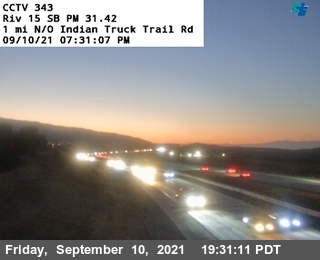 CCTV 343
Riv 15 SB PM 31.42
1 mi N/O Indian Truck Trail Rd
09/10/21 07:31:07 PM
Friday, September 10, 2021 19:31:11 PDT